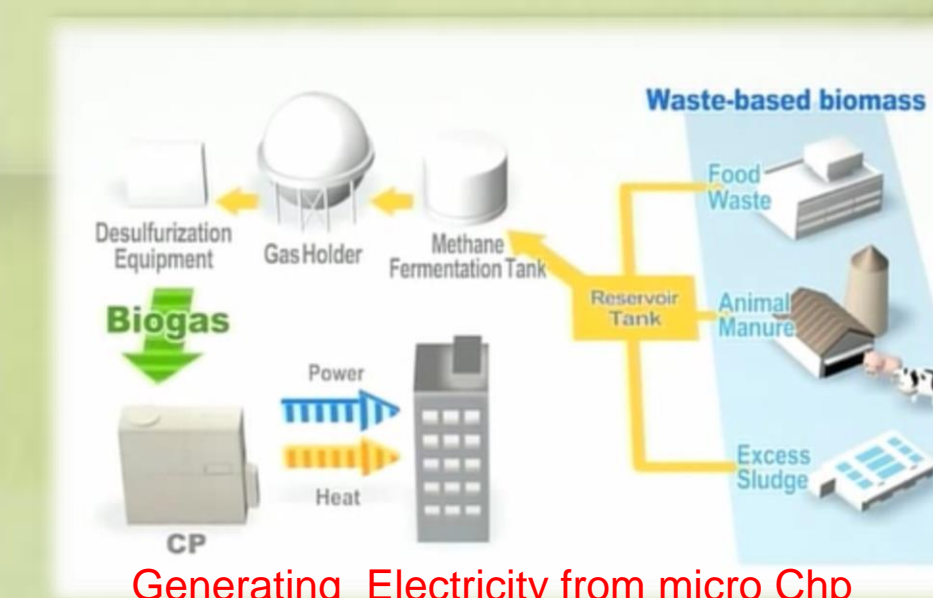 Waste-based biomass
Food
Waste
Desulfurization
Equipment
Gas Holder
Methane
Fermentation Tank
Reservoir
Tank
Animal
Manure
Biogas
Power
Heat
Excess
Sludge
CP
Generating Electricity from micro Chp